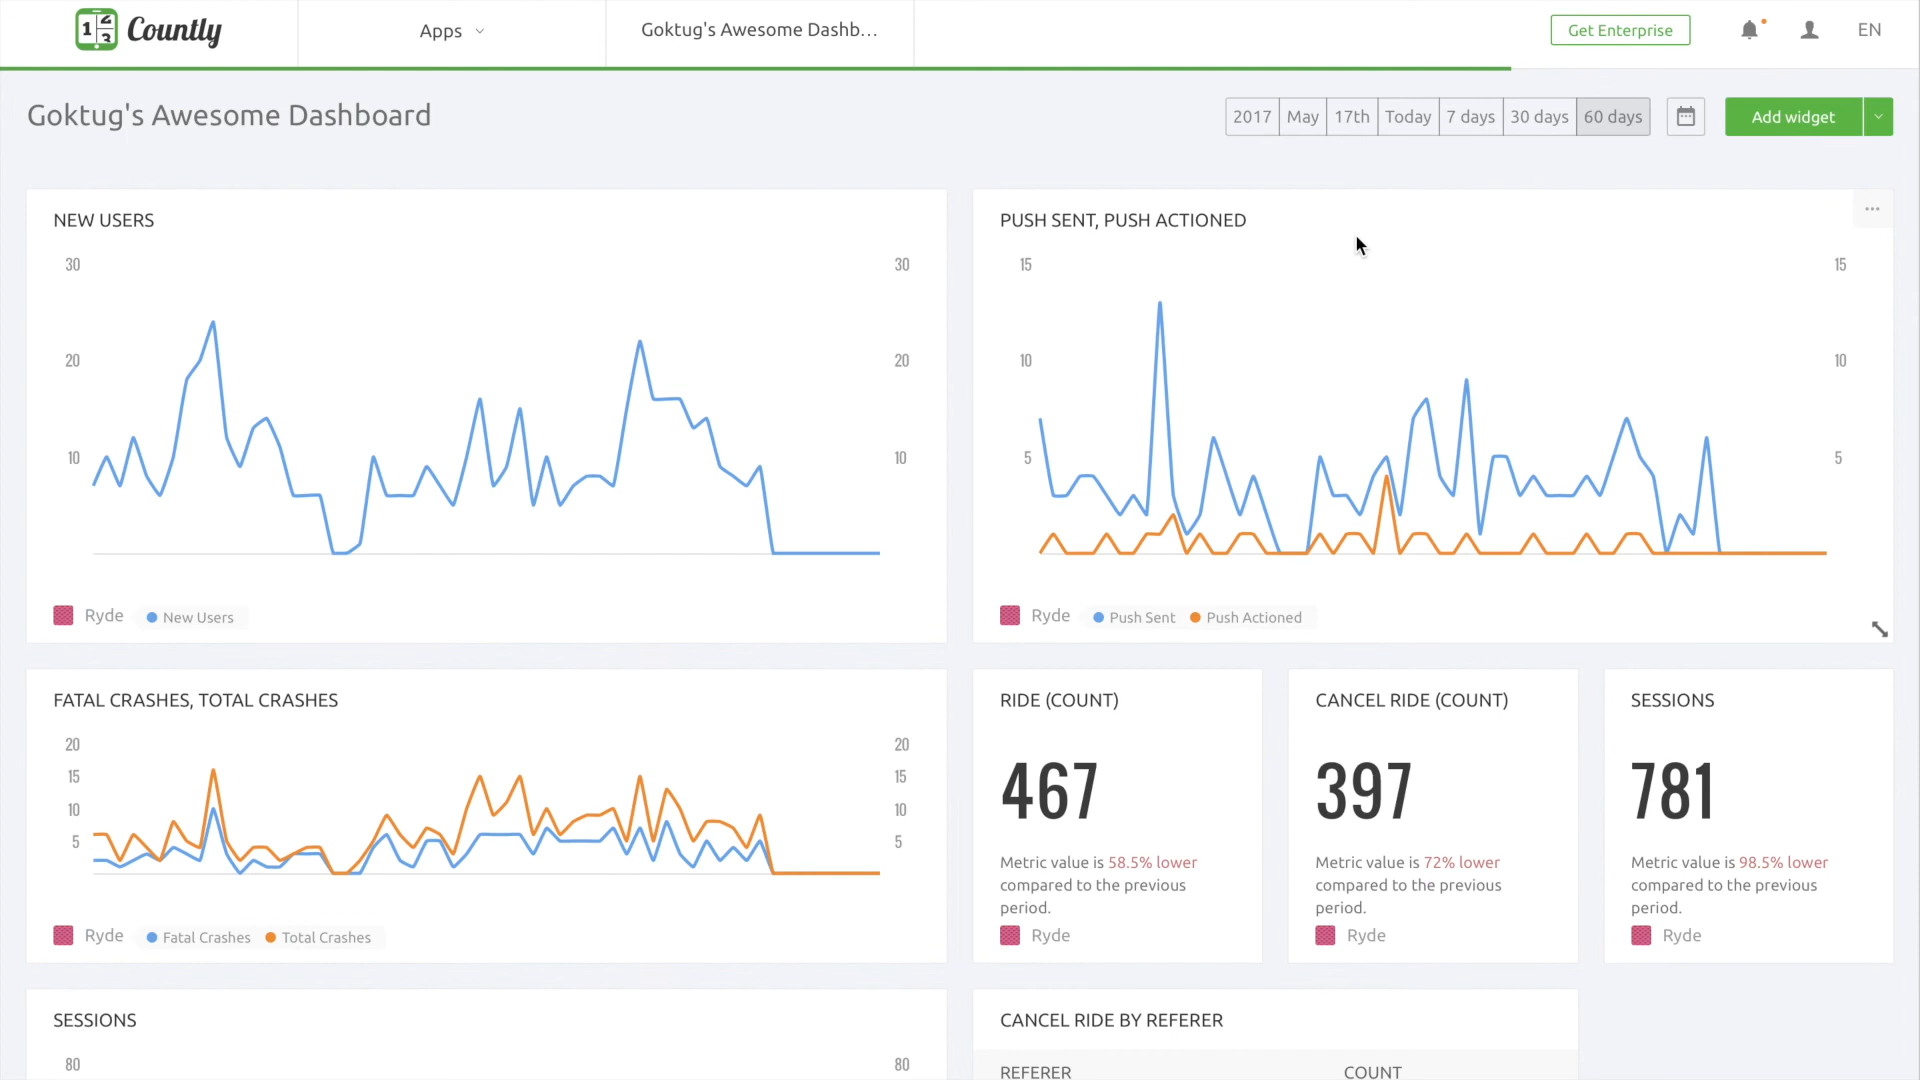 Countly
Apps
Goktug's Awesome Dashb...
Get Enterprise
EN
Goktug's Awesome Dashboard
2017 May 17th Today 7 days 30 days 60 days
Add widget
NEW USERS
30 30
20 20
10 10
Ryde New Users
PUSH SENT, PUSH ACTIONED
15 15
10 10
5 5
Ryde Push Sent Push Actioned
FATAL CRASHES, TOTAL CRASHES
20 20
15 15
10 10
5 5
Ryde Fatal Crashes Total Crashes
RIDE (COUNT)
467
Metric value is 58.5% lower
compared to the previous
period.
Ryde
CANCEL RIDE (COUNT)
397
Metric value is 72% lower
compared to the previous
period.
Ryde
SESSIONS
781
Metric value is 98.5% lower
compared to the previous
period.
Ryde
SESSIONS
80 80
CANCEL RIDE BY REFERER
REFERER COUNT